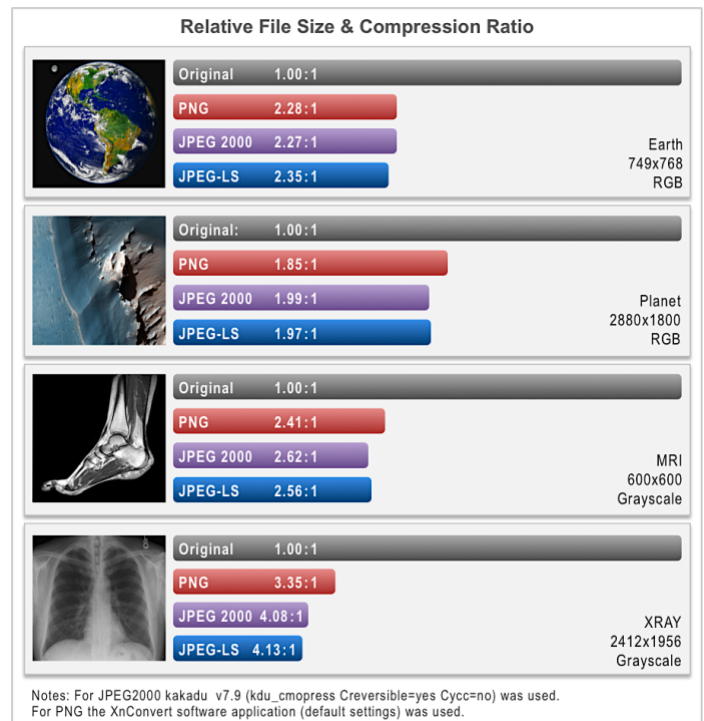 Relative File Size & Compression Ratio
Original 1.00:1
PNG 2.28:1
JPEG 2000 2.27:1
JPEG-LS 2.35:1
Earth
749x768
RGB
Original: 1.00:1
PNG 1.85:1
JPEG 2000 1.99:1
JPEG-LS 1.97:1
Planet
2880x1800
RGB
Original 1.00:1
PNG 2.41:1
JPEG 2000 2.62:1
JPEG-LS 2.56:1
MRI
600x600
Grayscale
Original 1.00:1
PNG 3.35:1
JPEG 2000 4.08:1
JPEG-LS 4.13:1
XRAY
2412x1956
Grayscale
Notes: For JPEG2000 kakadu v7.9 (kdu_cmopress Creversible=yes Cycc=no) was used.
For PNG the XnConvert software application (default settings) was used.